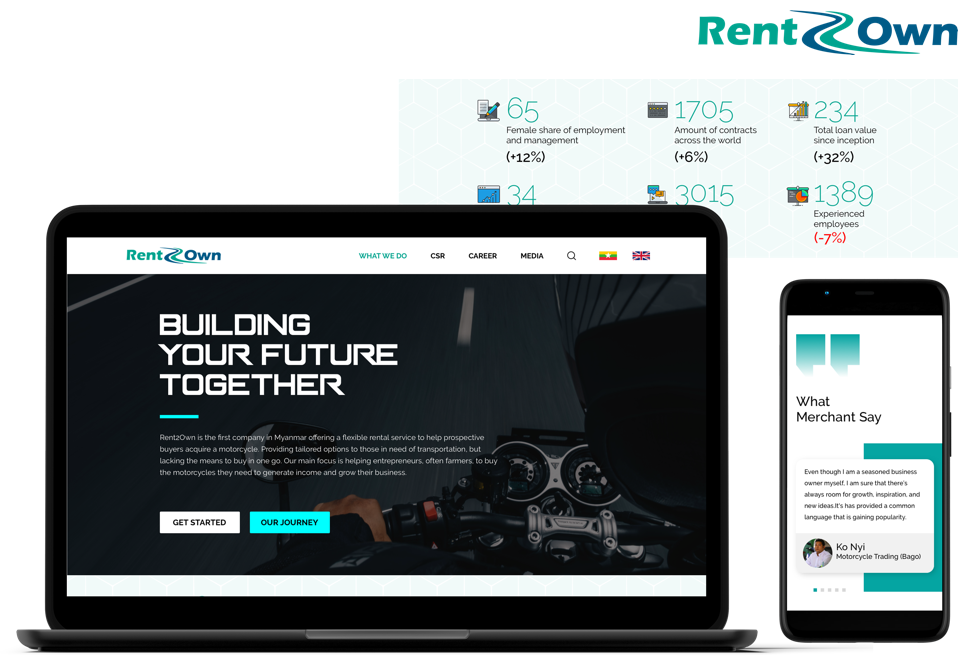 Rent2Own
65
Female share of employment
and management
(+12%)
1705
Amount of contracts
across the world
(+6%)
234
Total loan value
since inception
(+32%)
34
3015
1389
Experienced
employees
(-7%)
Rent2Own
WHAT WE DO CSR CAREER MEDIA
BUILDING
YOUR FUTURE
TOGETHER
Rent2Own is the first company in Myanmar offering a flexible rental service to help prospective
buyers acquire a motorcycle. Providing tailored options to those in need of transportation, but
lacking the means to buy in one go. Our main focus is helping entrepreneurs, often farmers, to buy
the motorcycles they need to generate income and grow their business.
GET STARTED OUR JOURNEY
What
Merchant Say
Even though I am a seasoned business
owner myself. I am sure that there's
always room for growth, inspiration, and
new ideas.It's has provided a common
language that is gaining popularity.
Ko Nyi
Motorcycle Trading (Bago)